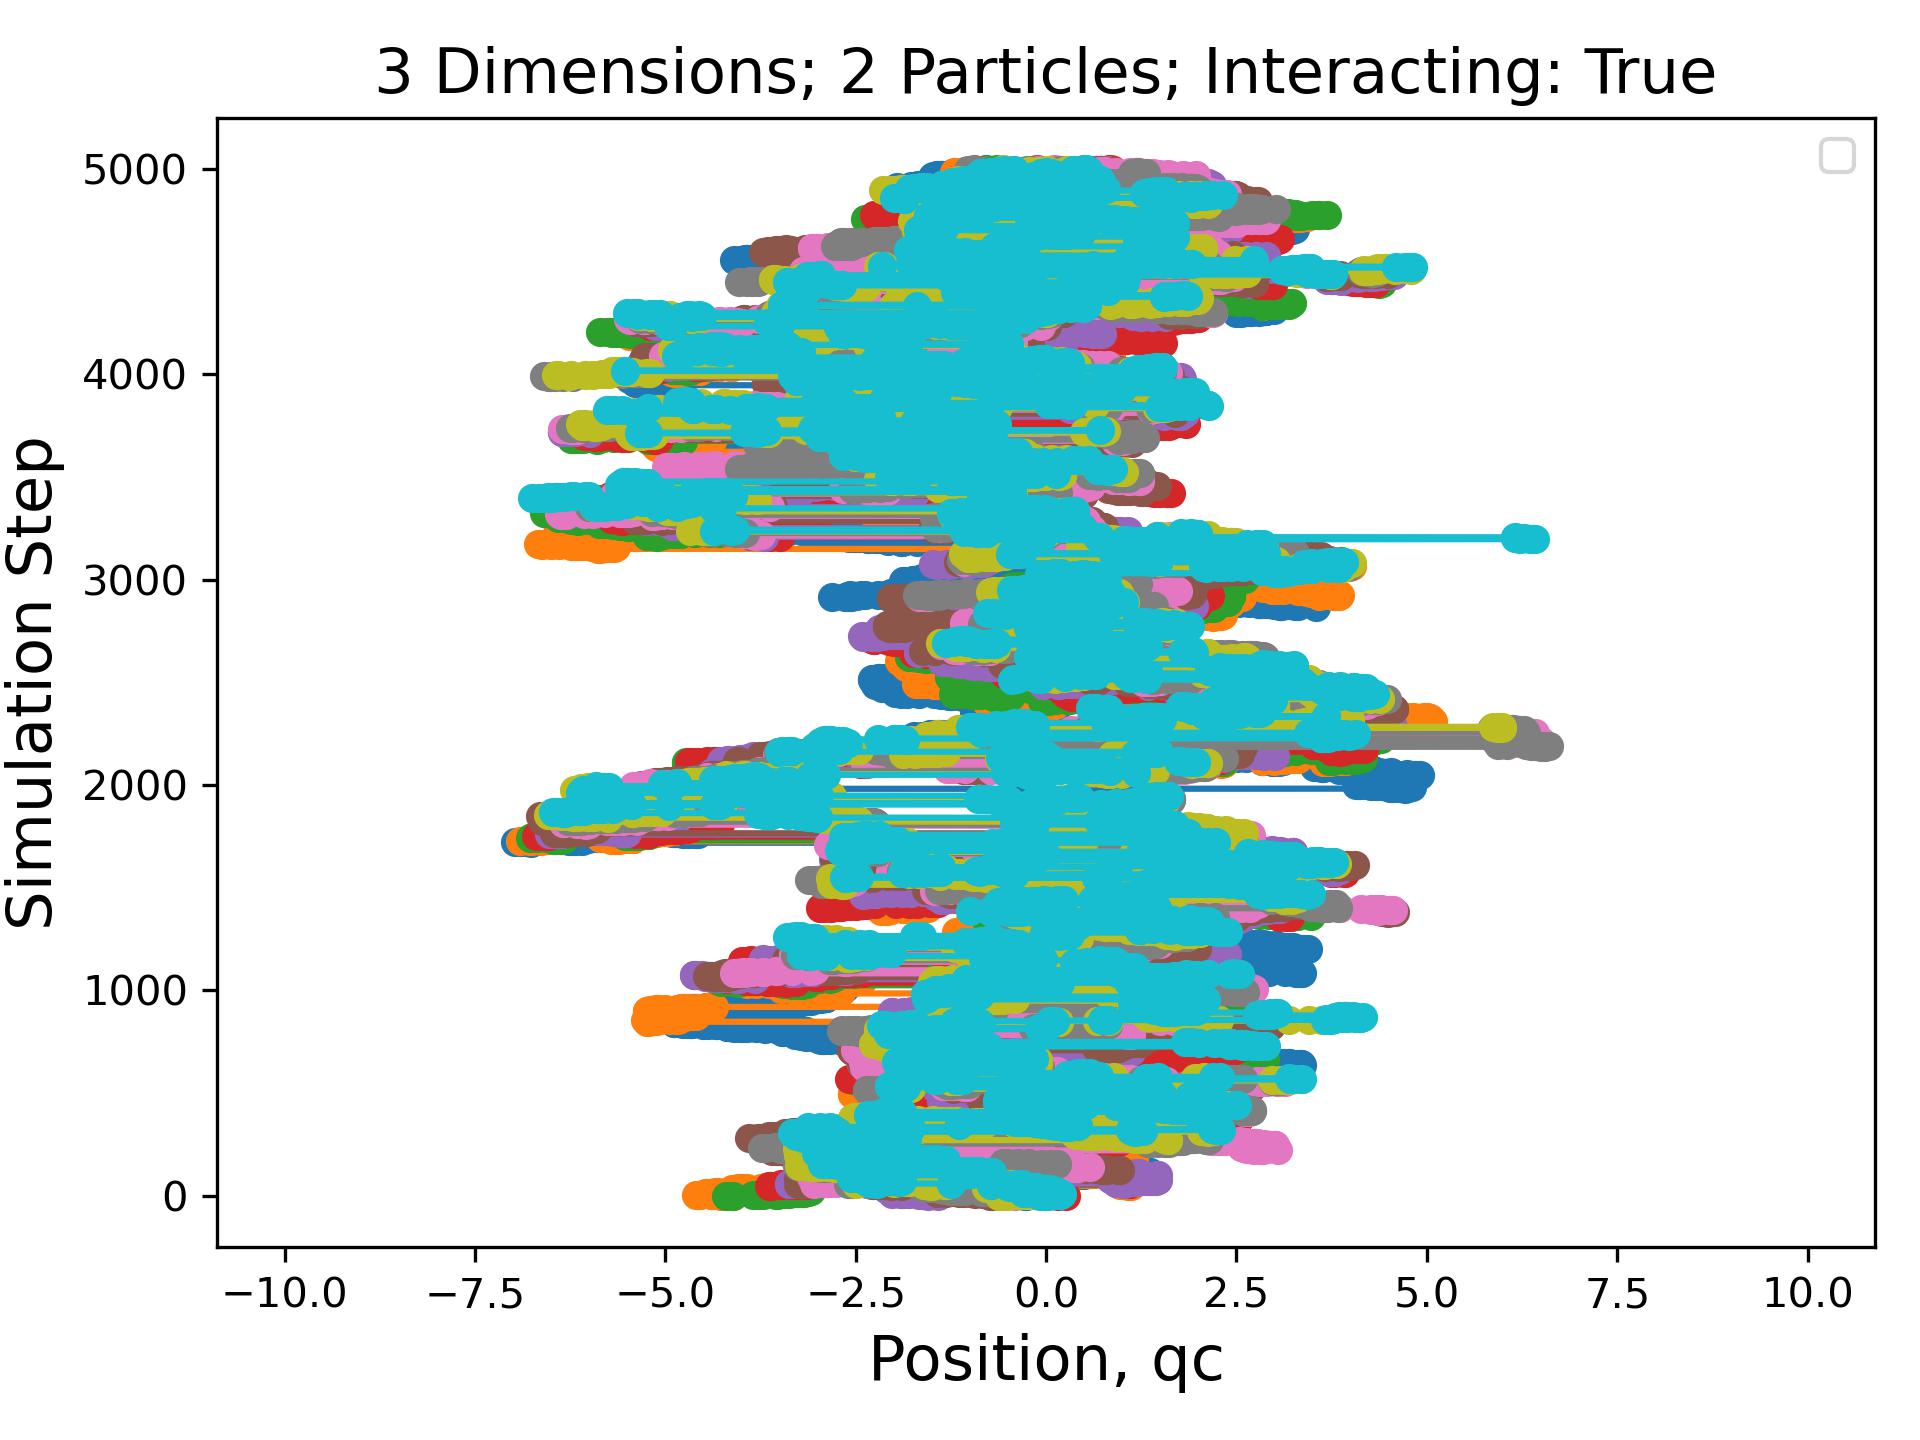 3 Dimensions; 2 Particles; Interacting: True
5000
4000
3000
2000
1000
0
Simulation Step
−10.0 −7.5 −5.0 −2.5 0.0 2.5 5.0 7.5 10.0
Position, qc